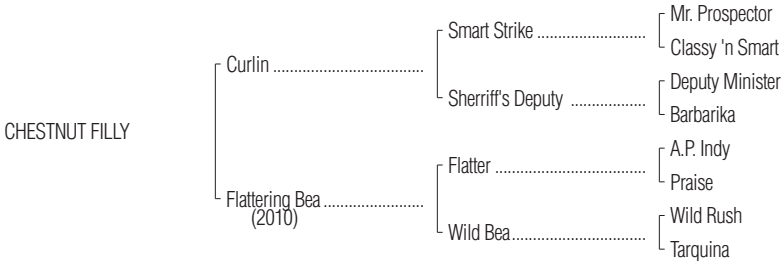 Mr. Prospector
Smart Strike ..........................
Classy 'n Smart
Curlin ....................................
Deputy Minister
Sherriff's Deputy ..................
Barbarika
CHESTNUT FILLY
A.P. Indy
Flatter ....................................
Praise
Flattering Bea ........................
(2010)
Wild Rush
Wild Bea................................
Tarquina